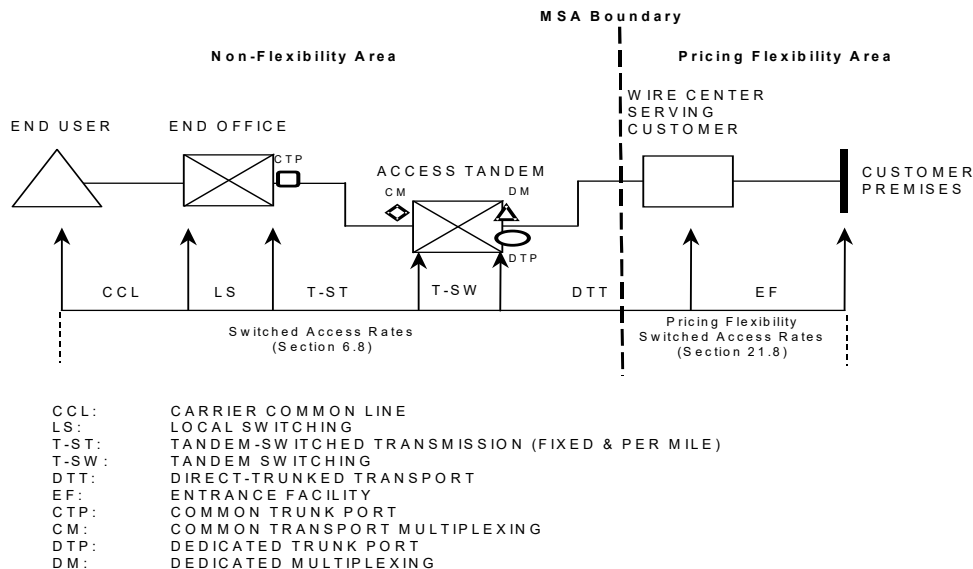 MSA Boundary
Non-Flexibility Area
Pricing Flexibility Area
WIRE CENTER
SERVING
CUSTOMER
END USER
END OFFICE
CTP
ACCESS TANDEM
CM
DM
CUSTOMER
PREMISES
DTP
CCL
LS
T-ST
T-SW
DTT
EF
Switched Access Rates
(Section 6.8)
Pricing Flexibility
Switched Access Rates
(Section 21.8)
CCL: CARRIER COMMON LINE
LS: LOCAL SWITCHING
T-ST: TANDEM-SWITCHED TRANSMISSION (FIXED & PER MILE)
T-SW: TANDEM SWITCHING
DTT: DIRECT-TRUNKED TRANSPORT
EF: ENTRANCE FACILITY
CTP: COMMON TRUNK PORT
CM: COMMON TRANSPORT MULTIPLEXING
DTP: DEDICATED TRUNK PORT
DM: DEDICATED MULTIPLEXING